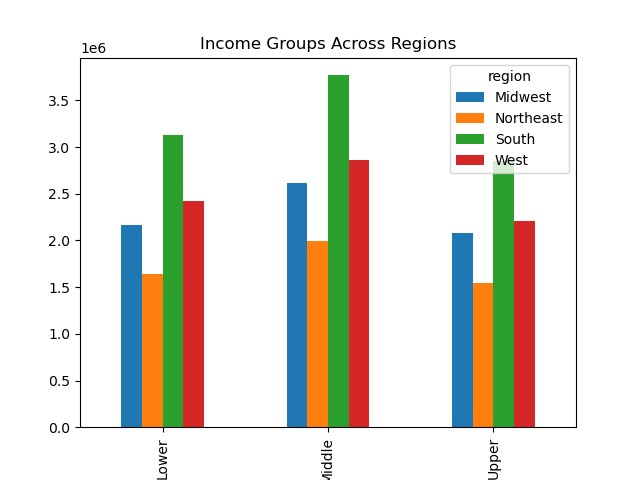 Income Groups Across Regions
1e6
region
Midwest
Northeast
South
West
3.5
3.0
2.5
2.0
1.5
1.0
0.5
0.0
Lower
Middle
Upper